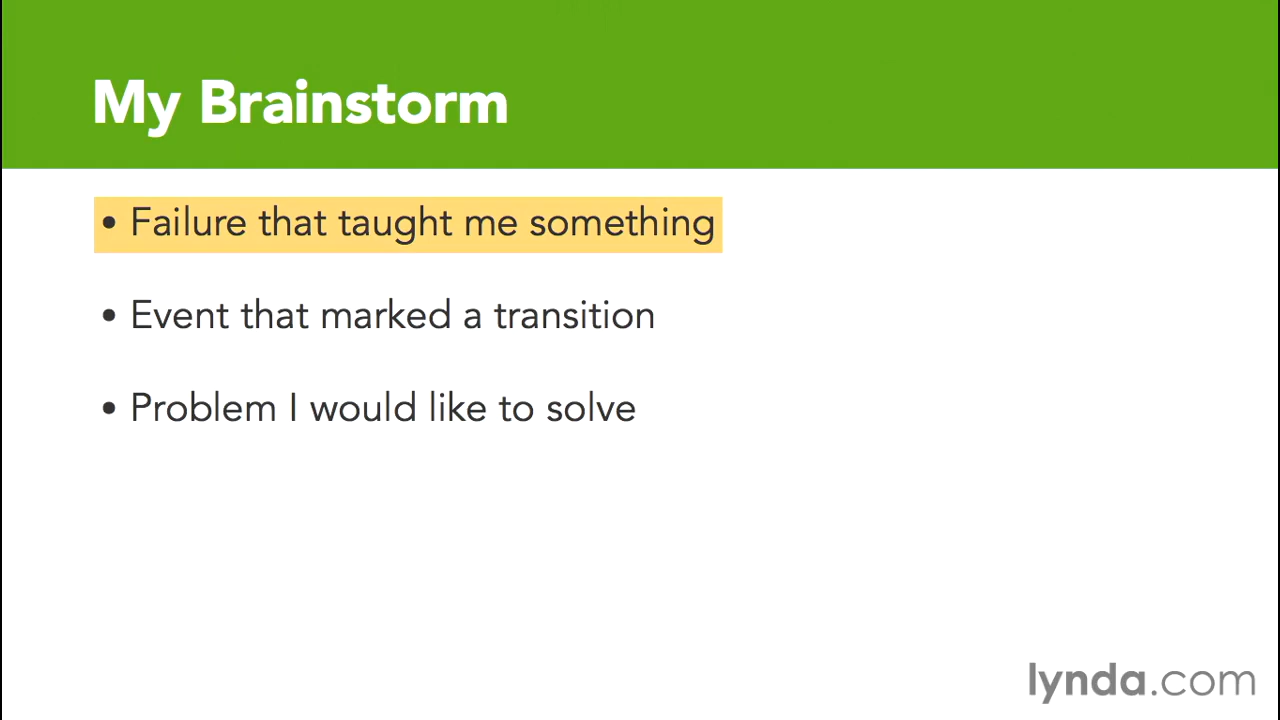 My Brainstorm
• Failure that taught me something
• Event that marked a transition
• Problem I would like to solve
lynda.com